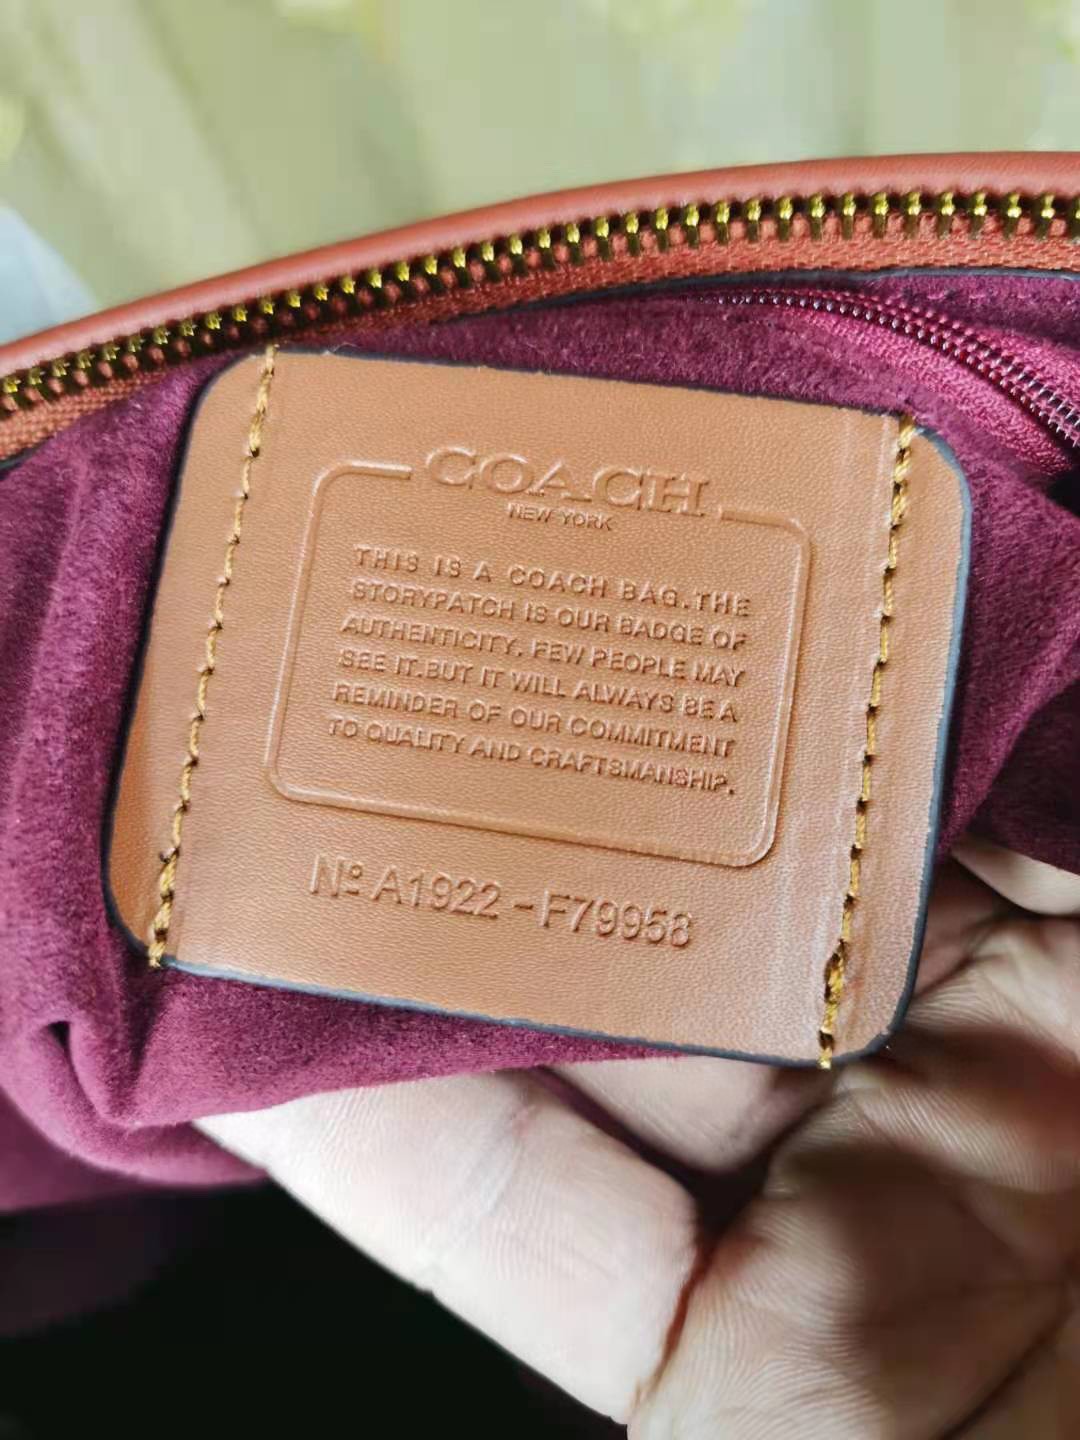 COACH
NEW YORK
THIS IS A COACH BAG.THE
STORYPATCH IS OUR BADGE OF
AUTHENTICITY. FEW PEOPLE MAY
SEE IT.BUT IT WILL ALWAYS BE A
REMINDER OF OUR COMMITMENT
TO QUALITY AND CRAFTSMANSHIP.
Nº A1922 - F79958